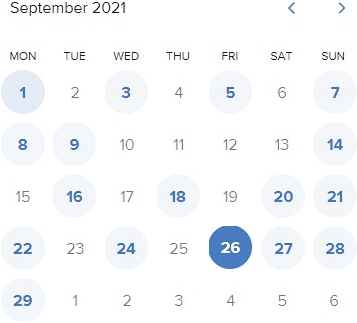 September 2021
MON TUE WED THU FRI SAT SUN
1 2 3 4 5 6 7
8 9 10 11 12 13 14
15 16 17 18 19 20 21
22 23 24 25 26 27 28
29 1 2 3 4 5 6